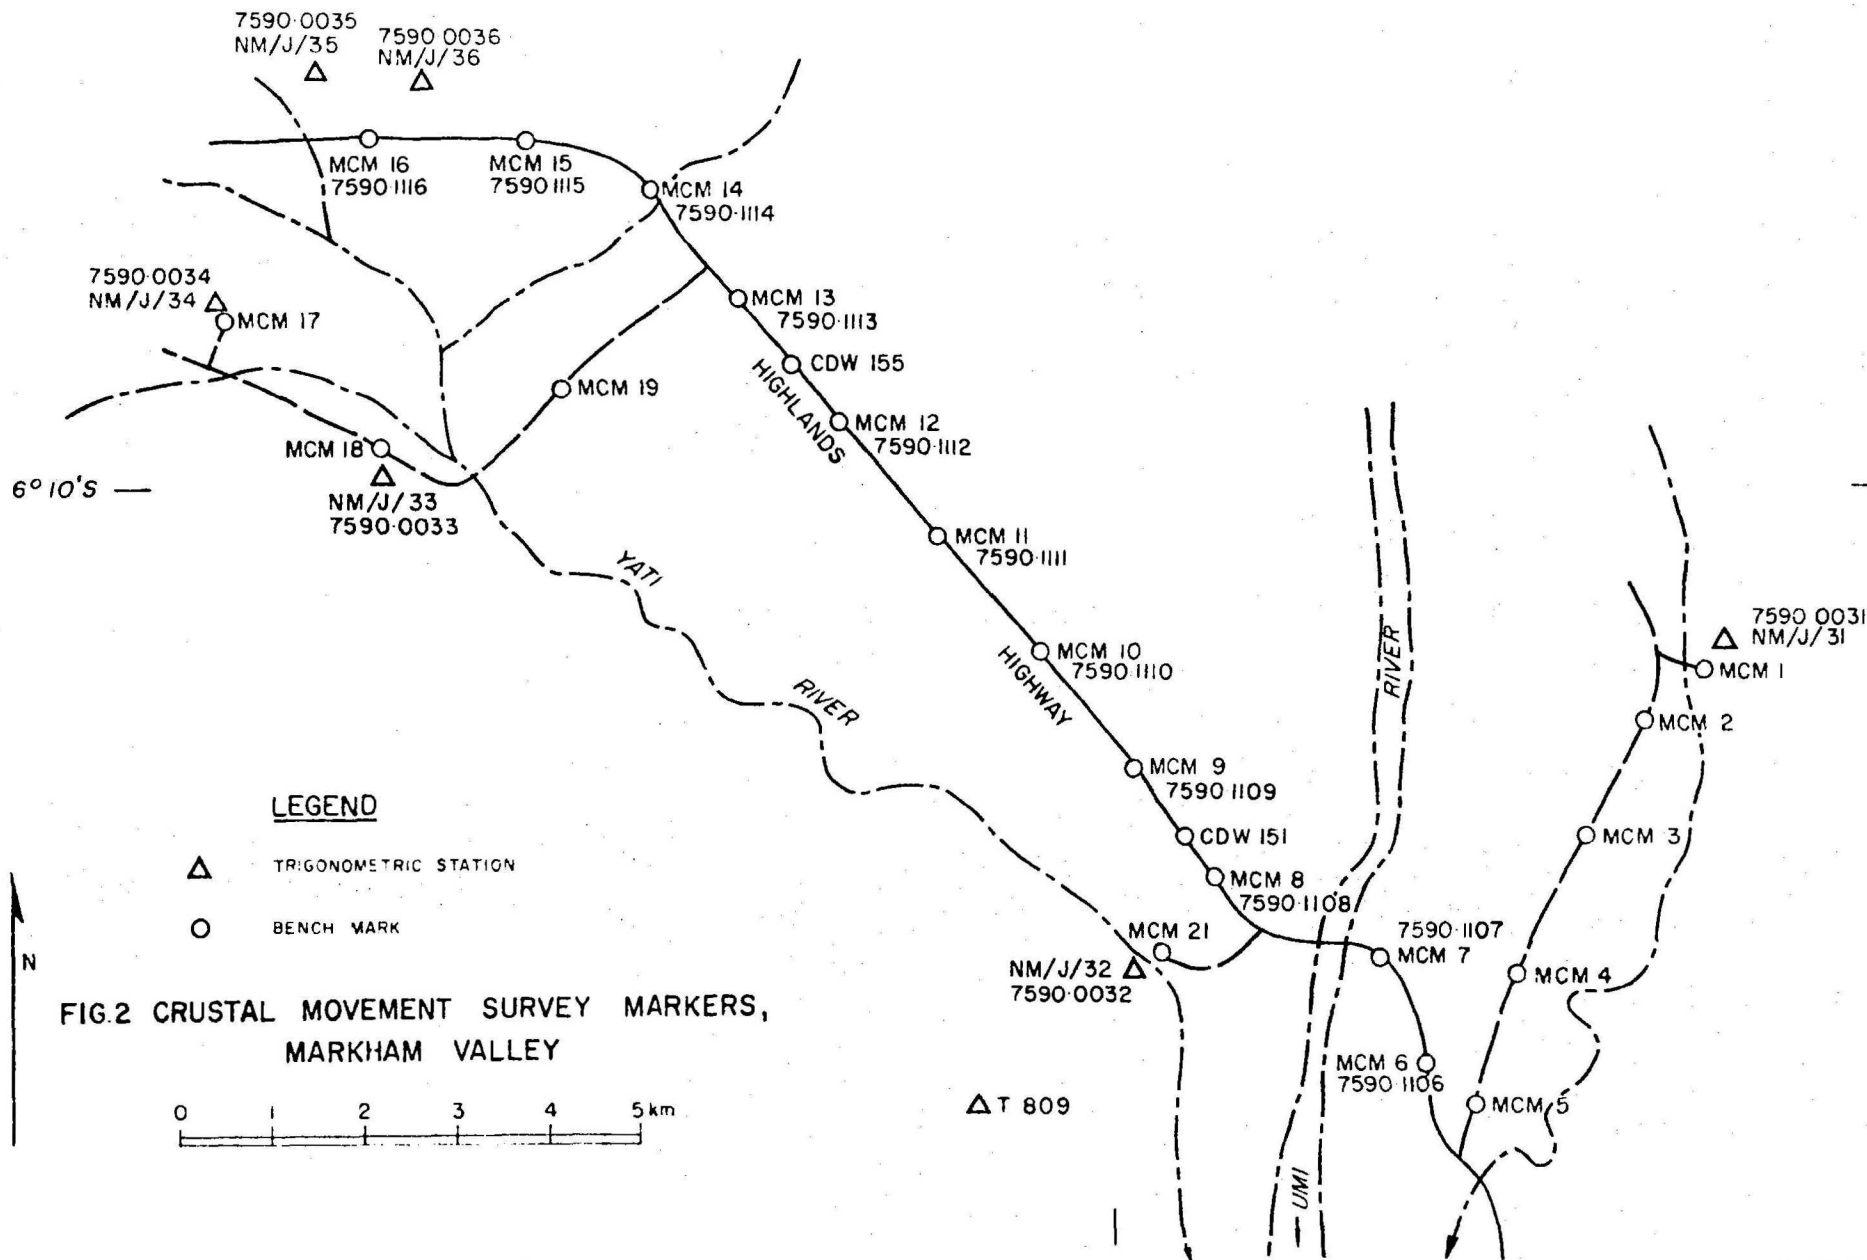 7590·0035
NM/J/35
7590 0036
NM/J/36
MCM 16
7590·1116
MCM 15
7590 1115
MCM 14
7590·1114
7590·0034
NM/J/34
MCM 17
MCM 13
7590·1113
CDW 155
MCM 19
HIGHLANDS
MCM 12
7590·1112
MCM 18
6° 10'S
NM/J/33
7590·0033
MCM 11
7590·1111
YATI
RIVER
MCM 10
7590·1110
HIGHWAY
RIVER
7590 0031
NM/J/31
MCM 1
MCM 2
MCM 9
7590·1109
CDW 151
MCM 3
MCM 8
7590·1108
MCM 21
7590·1107
MCM 7
NM/J/32
7590·0032
MCM 4
MCM 6
7590·1106
MCM 5
T 809
UMI
LEGEND
TRIGONOMETRIC STATION
BENCH MARK
N
FIG.2 CRUSTAL MOVEMENT SURVEY MARKERS,
MARKHAM VALLEY
0 1 2 3 4 5 km